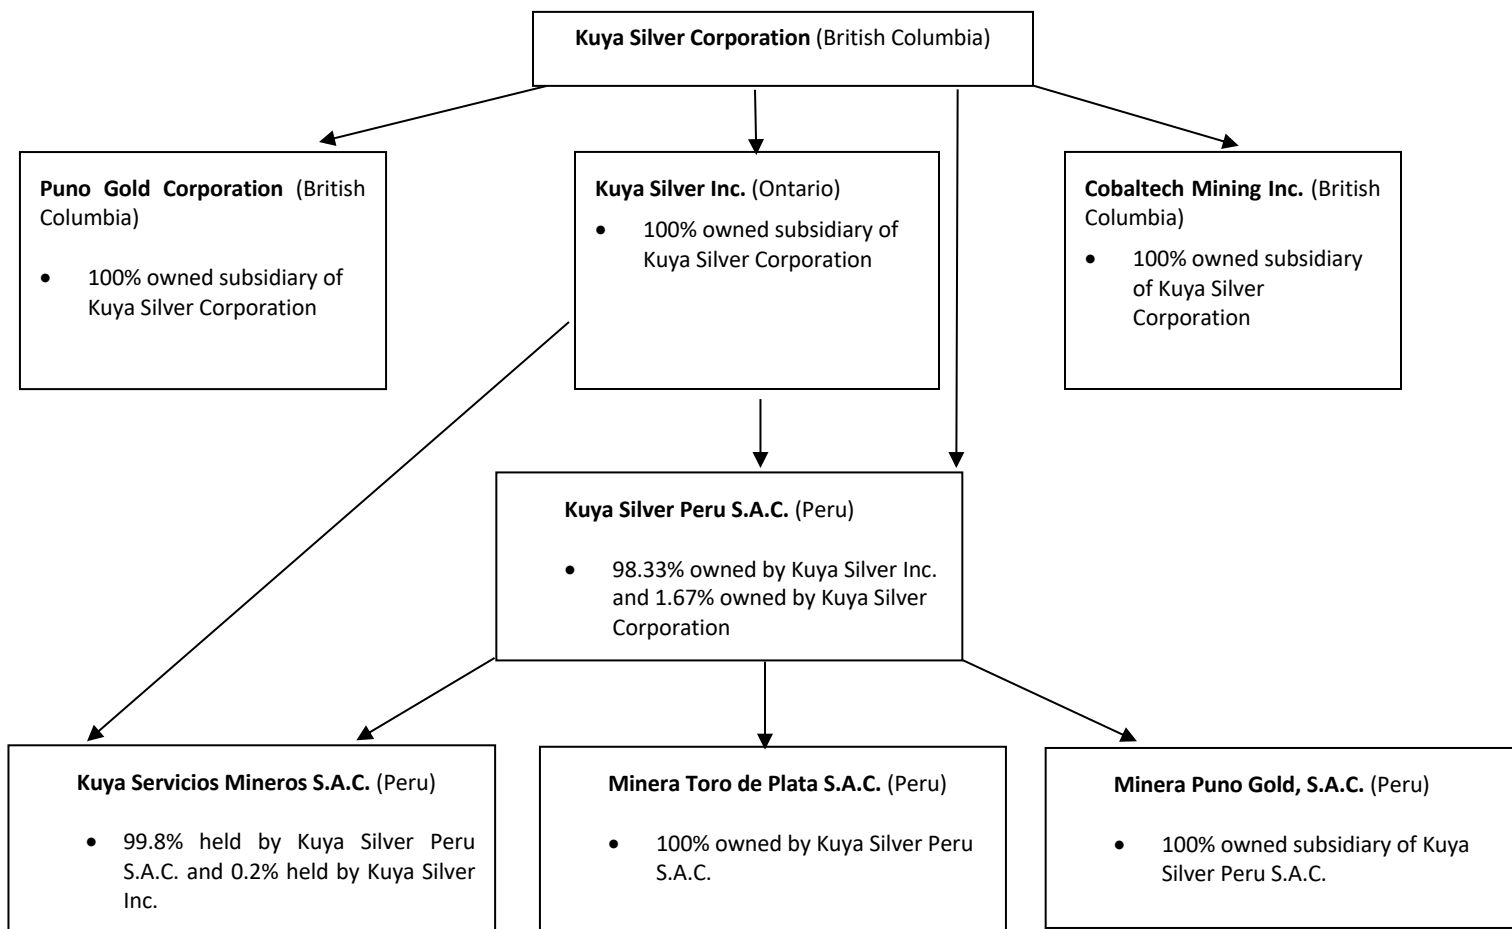 Kuya Silver Corporation (British Columbia)
Puno Gold Corporation (British
Columbia)
• 100% owned subsidiary of
Kuya Silver Corporation
Kuya Silver Inc. (Ontario)
• 100% owned subsidiary of
Kuya Silver Corporation
Cobaltech Mining Inc. (British
Columbia)
• 100% owned subsidiary
of Kuya Silver
Corporation
Kuya Silver Peru S.A.C. (Peru)
• 98.33% owned by Kuya Silver Inc.
and 1.67% owned by Kuya Silver
Corporation
Kuya Servicios Mineros S.A.C. (Peru)
• 99.8% held by Kuya Silver Peru
S.A.C. and 0.2% held by Kuya Silver
Inc.
Minera Toro de Plata S.A.C. (Peru)
• 100% owned by Kuya Silver Peru
S.A.C.
Minera Puno Gold, S.A.C. (Peru)
• 100% owned subsidiary of Kuya
Silver Peru S.A.C.